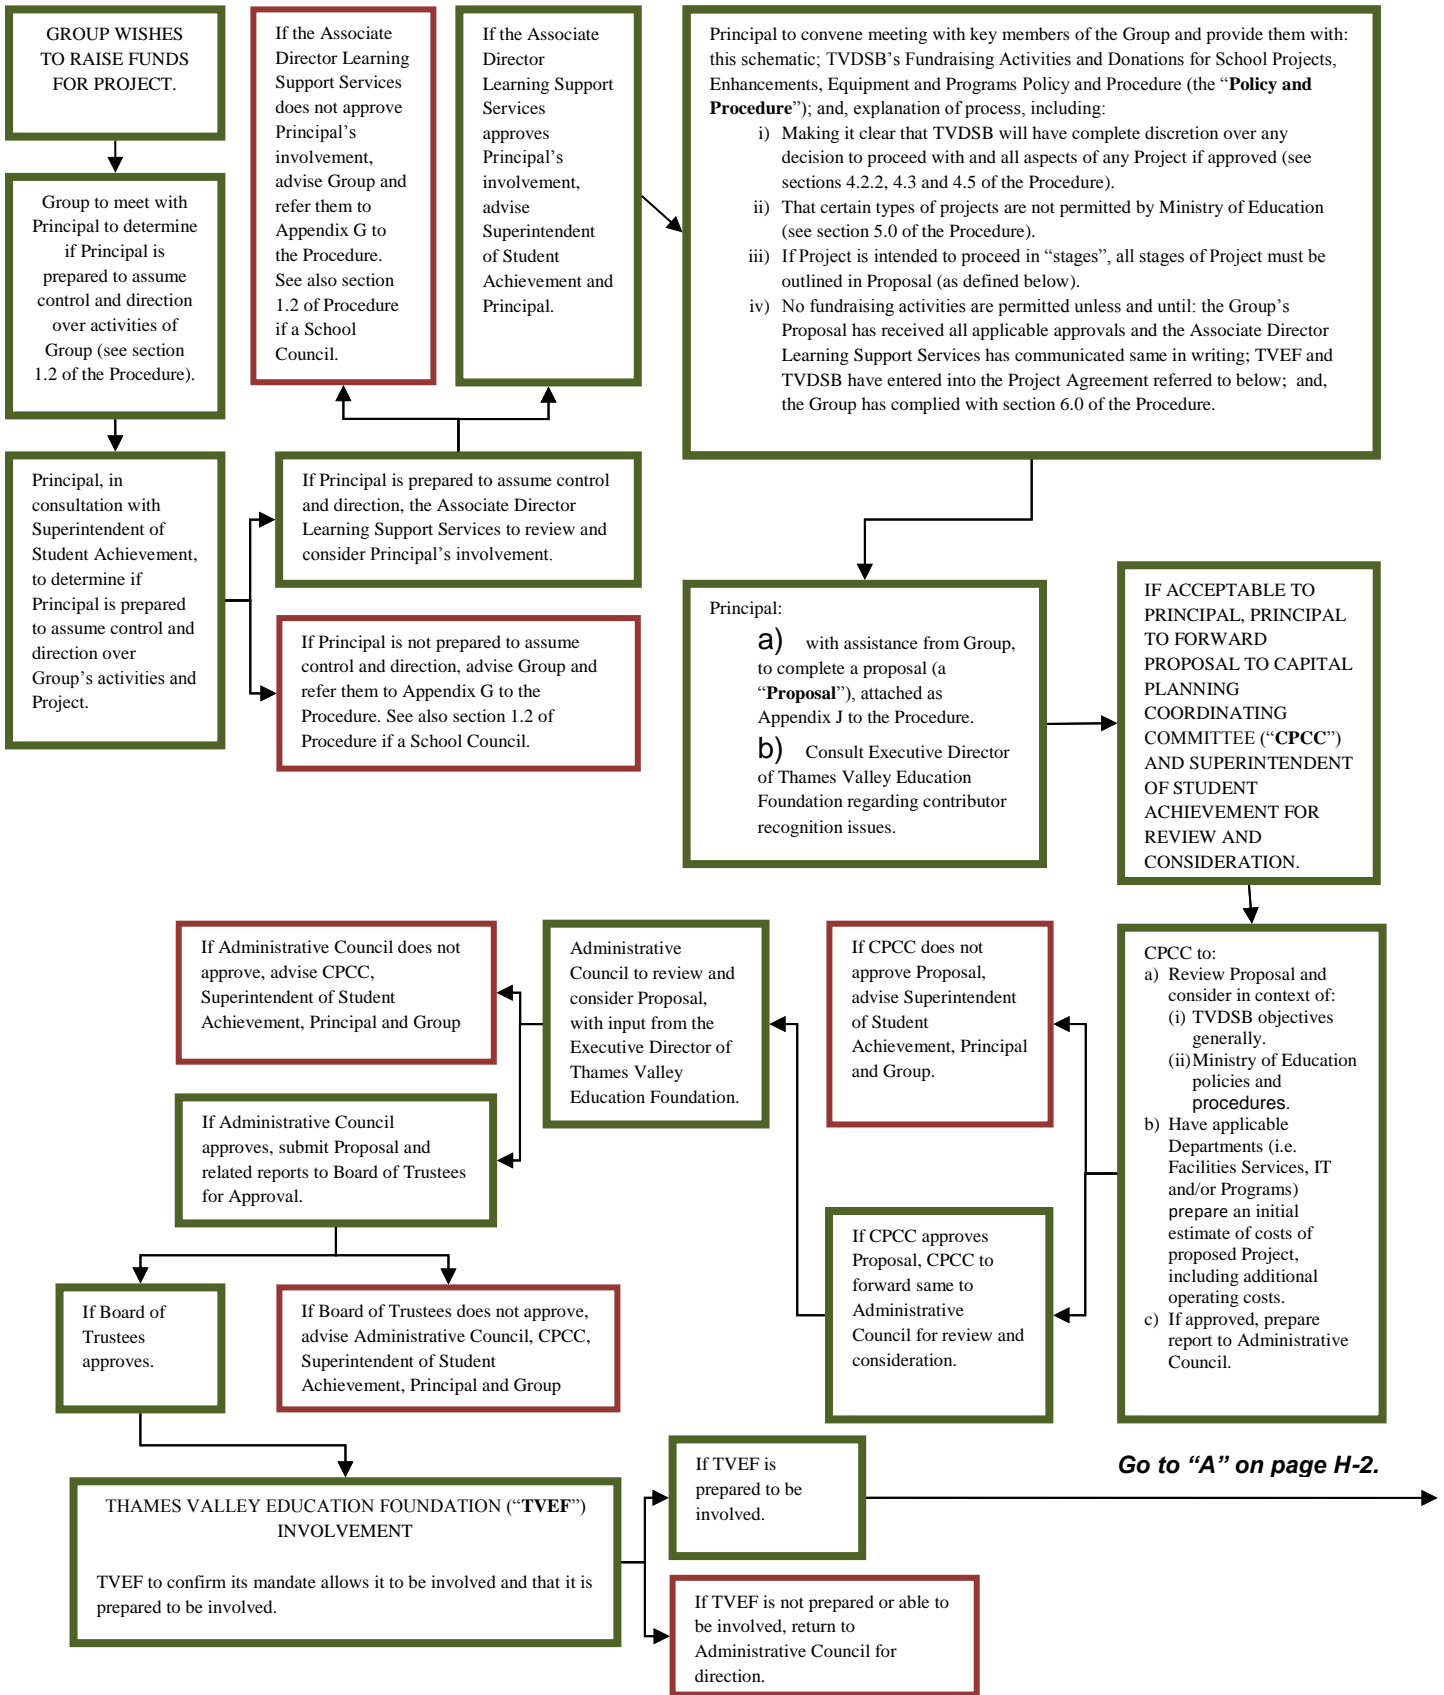 GROUP WISHES
TO RAISE FUNDS
FOR PROJECT.
Group to meet with
Principal to determine
if Principal is
prepared to assume
control and direction
over activities of
Group (see section
1.2 of the Procedure).
Principal, in
consultation with
Superintendent of
Student Achievement,
to determine if
Principal is prepared
to assume control and
direction over
Group’s activities and
Project.
If the Associate
Director Learning
Support Services
does not approve
Principal’s
involvement,
advise Group and
refer them to
Appendix G to
the Procedure.
See also section
1.2 of Procedure
if a School
Council.
If the Associate
Director
Learning Support
Services
approves
Principal’s
involvement,
advise
Superintendent
of Student
Achievement and
Principal.
If Principal is prepared to assume control
and direction, the Associate Director
Learning Support Services to review and
consider Principal’s involvement.
If Principal is not prepared to assume
control and direction, advise Group and
refer them to Appendix G to the
Procedure. See also section 1.2 of
Procedure if a School Council.
Principal to convene meeting with key members of the Group and provide them with:
this schematic; TVDSB’s Fundraising Activities and Donations for School Projects,
Enhancements, Equipment and Programs Policy and Procedure (the “Policy and
Procedure”); and, explanation of process, including:
i) Making it clear that TVDSB will have complete discretion over any
decision to proceed with and all aspects of any Project if approved (see
sections 4.2.2, 4.3 and 4.5 of the Procedure).
ii) That certain types of projects are not permitted by Ministry of Education
(see section 5.0 of the Procedure).
iii) If Project is intended to proceed in “stages”, all stages of Project must be
outlined in Proposal (as defined below).
iv) No fundraising activities are permitted unless and until: the Group’s
Proposal has received all applicable approvals and the Associate Director
Learning Support Services has communicated same in writing; TVEF and
TVDSB have entered into the Project Agreement referred to below; and,
the Group has complied with section 6.0 of the Procedure.
Principal:
a) with assistance from Group,
to complete a proposal (a
“Proposal”), attached as
Appendix J to the Procedure.
b) Consult Executive Director
of Thames Valley Education
Foundation regarding contributor
recognition issues.
IF ACCEPTABLE TO
PRINCIPAL, PRINCIPAL
TO FORWARD
PROPOSAL TO CAPITAL
PLANNING
COORDINATING
COMMITTEE (“CPCC”)
AND SUPERINTENDENT
OF STUDENT
ACHIEVEMENT FOR
REVIEW AND
CONSIDERATION.
CPCC to:
a) Review Proposal and
consider in context of:
(i) TVDSB objectives
generally.
(ii) Ministry of Education
policies and
procedures.
b) Have applicable
Departments (i.e.
Facilities Services, IT
and/or Programs)
prepare an initial
estimate of costs of
proposed Project,
including additional
operating costs.
c) If approved, prepare
report to Administrative
Council.
If CPCC does not
approve Proposal,
advise Superintendent
of Student
Achievement, Principal
and Group.
If CPCC approves
Proposal, CPCC to
forward same to
Administrative
Council for review and
consideration.
Administrative
Council to review and
consider Proposal,
with input from the
Executive Director of
Thames Valley
Education Foundation.
If Administrative Council does not
approve, advise CPCC,
Superintendent of Student
Achievement, Principal and Group
If Administrative Council
approves, submit Proposal and
related reports to Board of Trustees
for Approval.
If Board of
Trustees
approves.
If Board of Trustees does not approve,
advise Administrative Council, CPCC,
Superintendent of Student
Achievement, Principal and Group
THAMES VALLEY EDUCATION FOUNDATION (“TVEF”)
INVOLVEMENT
TVEF to confirm its mandate allows it to be involved and that it is
prepared to be involved.
If TVEF is
prepared to be
involved.
If TVEF is not prepared or able to
be involved, return to
Administrative Council for
direction.
Go to “A” on page H-2.